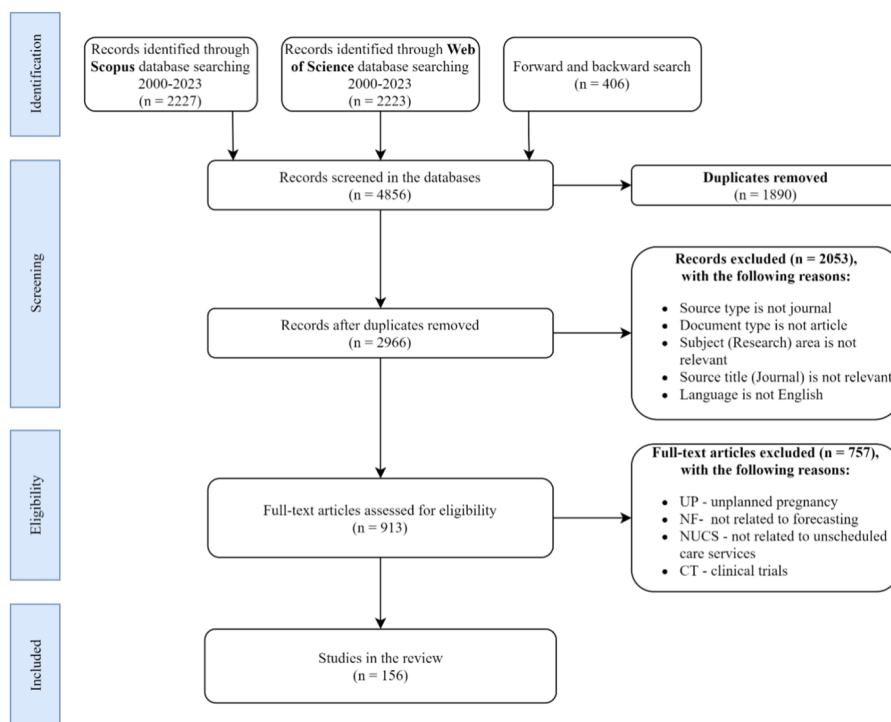 Identification
Records identified through
Scopus database searching
2000-2023
(n = 2227)
Records identified through Web
of Science database searching
2000-2023
(n = 2223)
Forward and backward search
(n = 406)
Screening
Records screened in the databases
(n = 4856)
Duplicates removed
(n = 1890)
Records after duplicates removed
(n = 2966)
Records excluded (n = 2053),
with the following reasons:
• Source type is not journal
• Document type is not article
• Subject (Research) area is not
relevant
• Source title (Journal) is not relevant
• Language is not English
Eligibility
Full-text articles assessed for eligibility
(n = 913)
Full-text articles excluded (n = 757),
with the following reasons:
• UP - unplanned pregnancy
• NF- not related to forecasting
• NUCS - not related to unscheduled
care services
• CT - clinical trials
Included
Studies in the review
(n = 156)